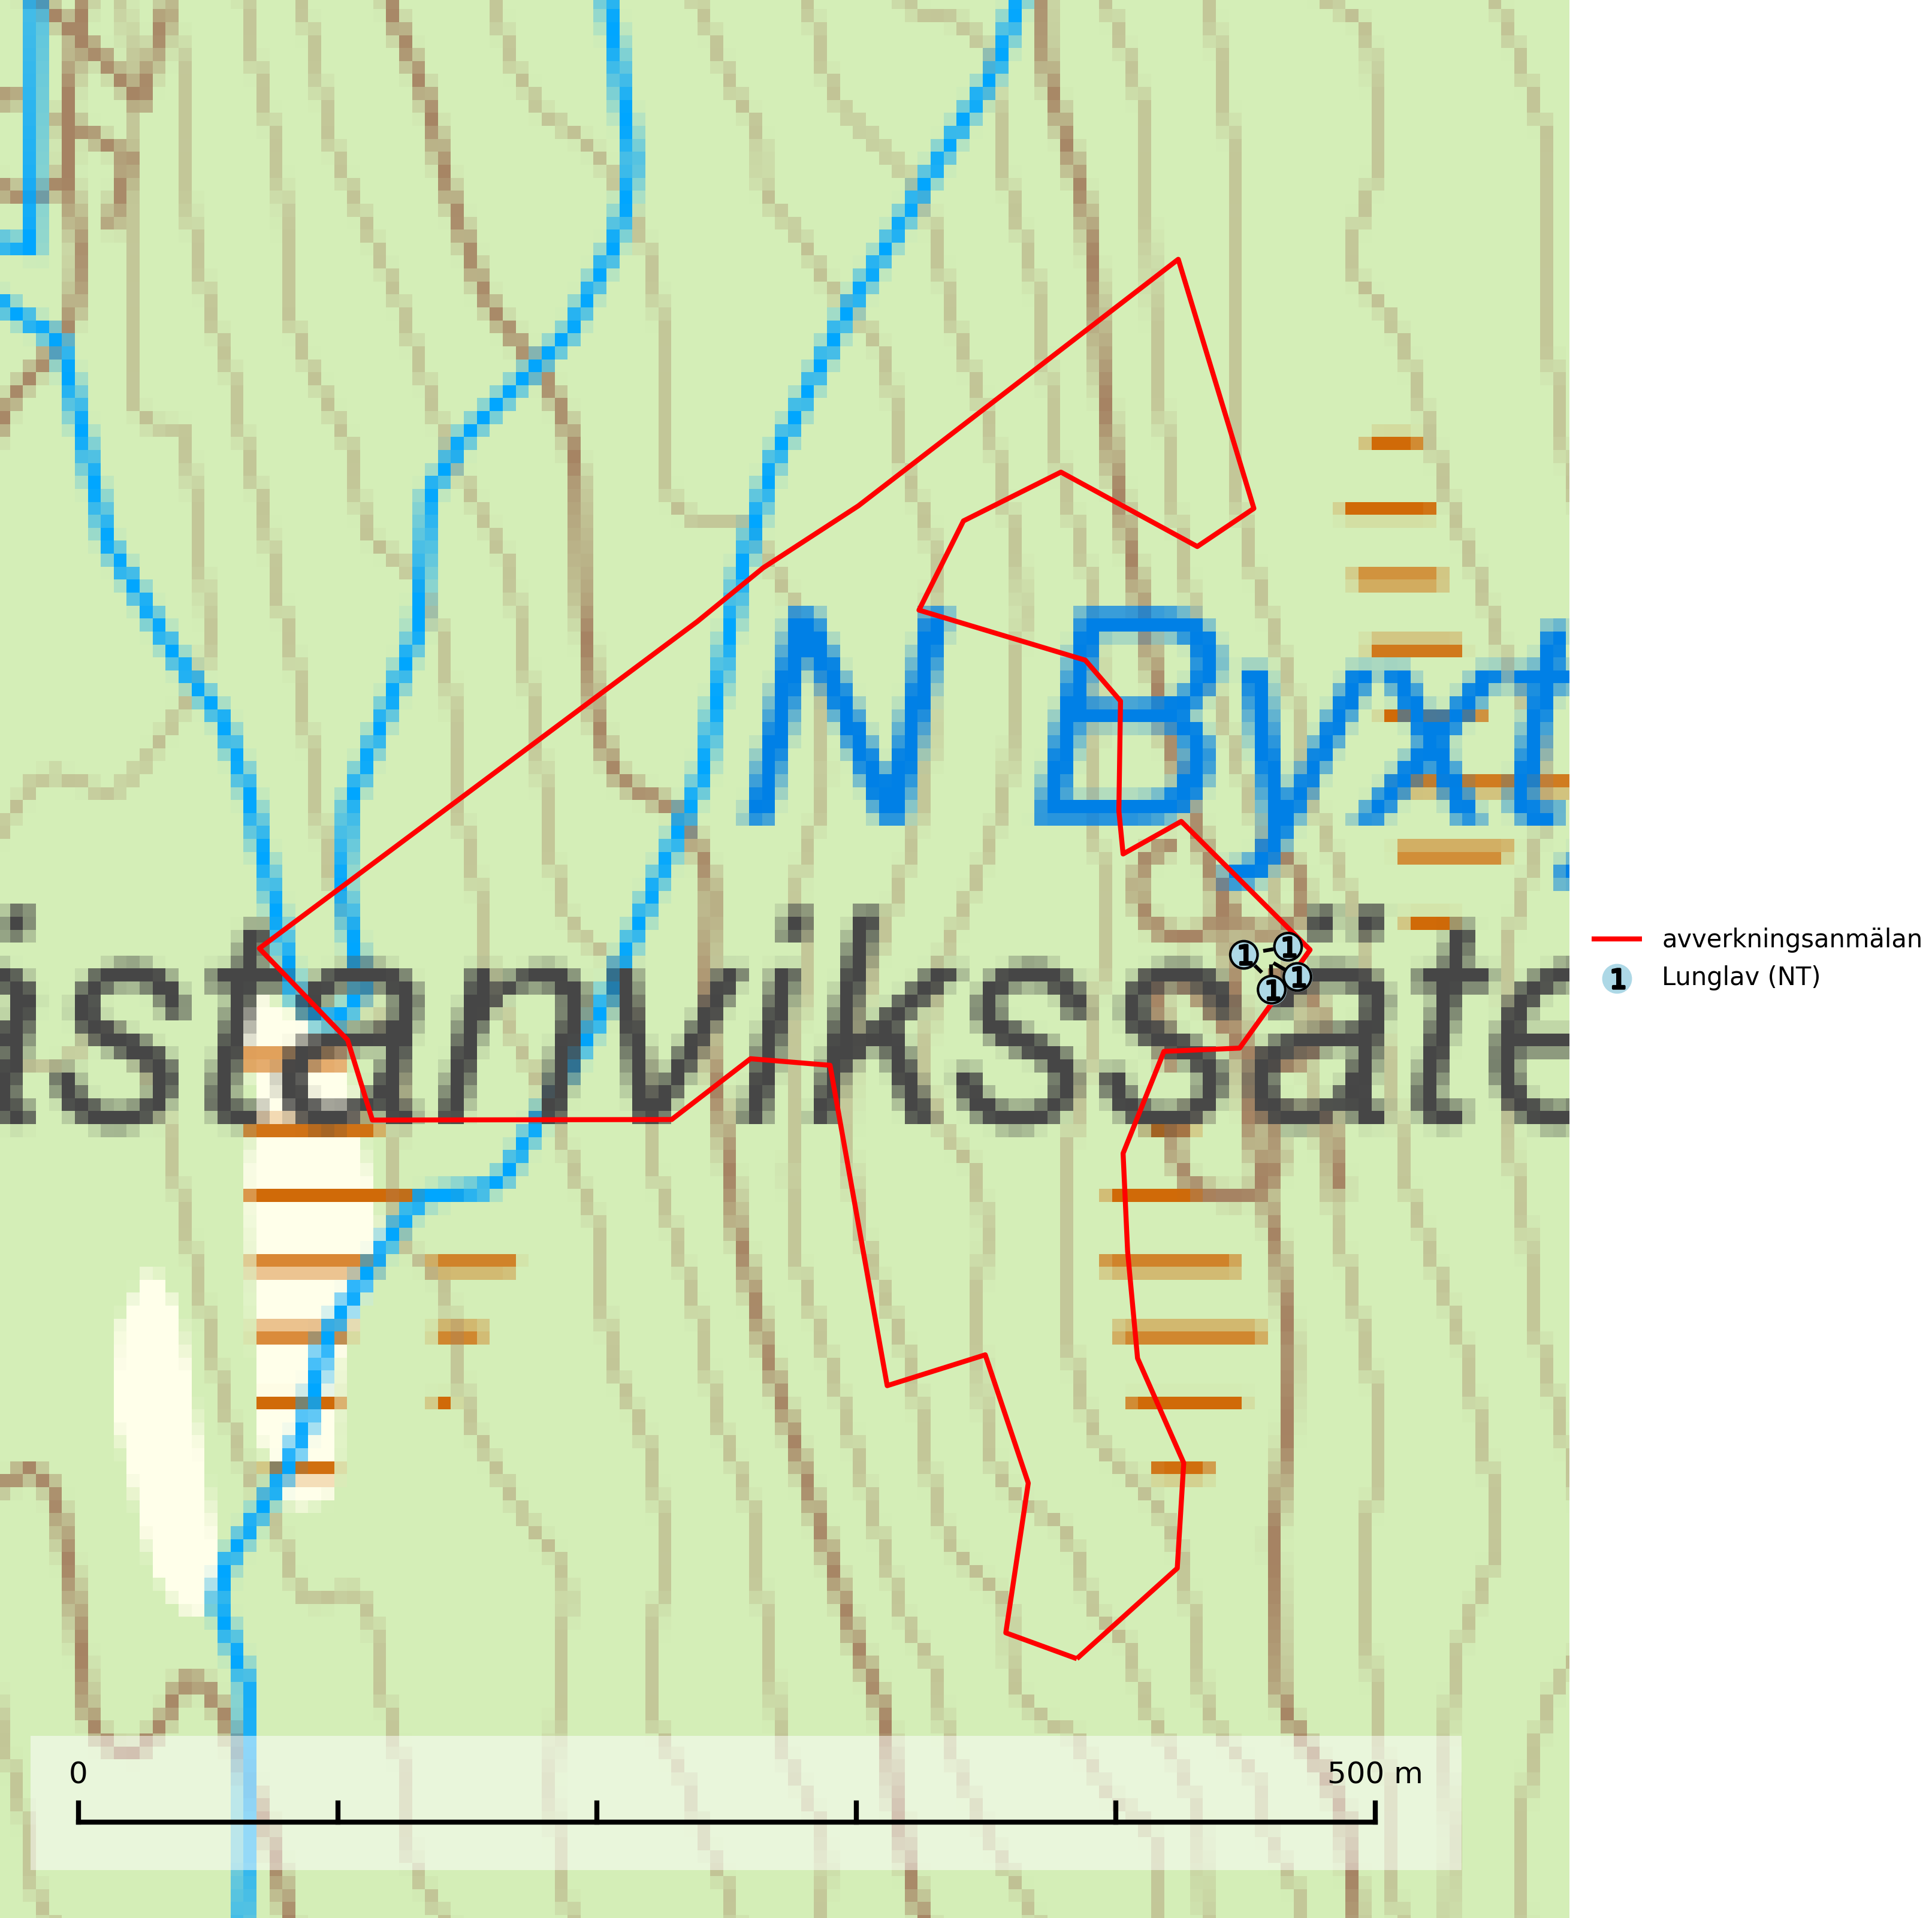 N Byxt
istanvikssäte
avverkningsanmälan
1 1
1 1
1 Lunglav (NT)
0 500 m